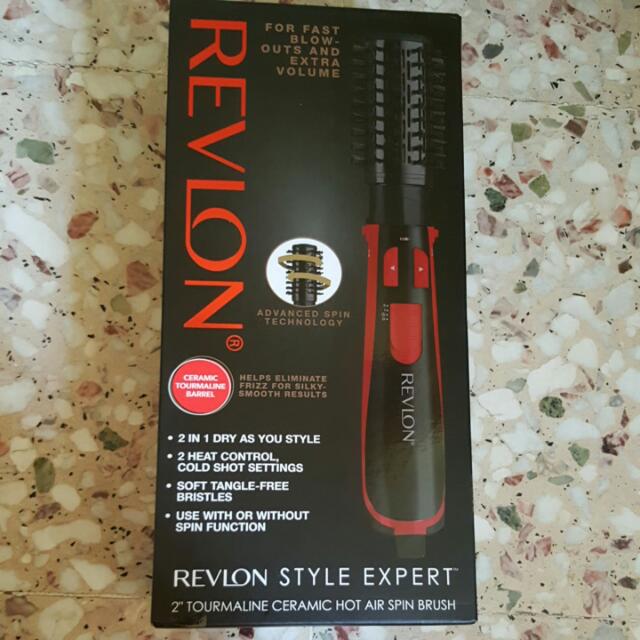 REVLON®
FOR FAST
BLOW-
OUTS AND
EXTRA
VOLUME
ADVANCED SPIN
TECHNOLOGY
CERAMIC
TOURMALINE
BARREL
HELPS ELIMINATE
FRIZZ FOR SILKY-
SMOOTH RESULTS
• 2 IN 1 DRY AS YOU STYLE
• 2 HEAT CONTROL,
COLD SHOT SETTINGS
• SOFT TANGLE-FREE
BRISTLES
• USE WITH OR WITHOUT
SPIN FUNCTION
REVLON
REVLON STYLE EXPERT™
2" TOURMALINE CERAMIC HOT AIR SPIN BRUSH